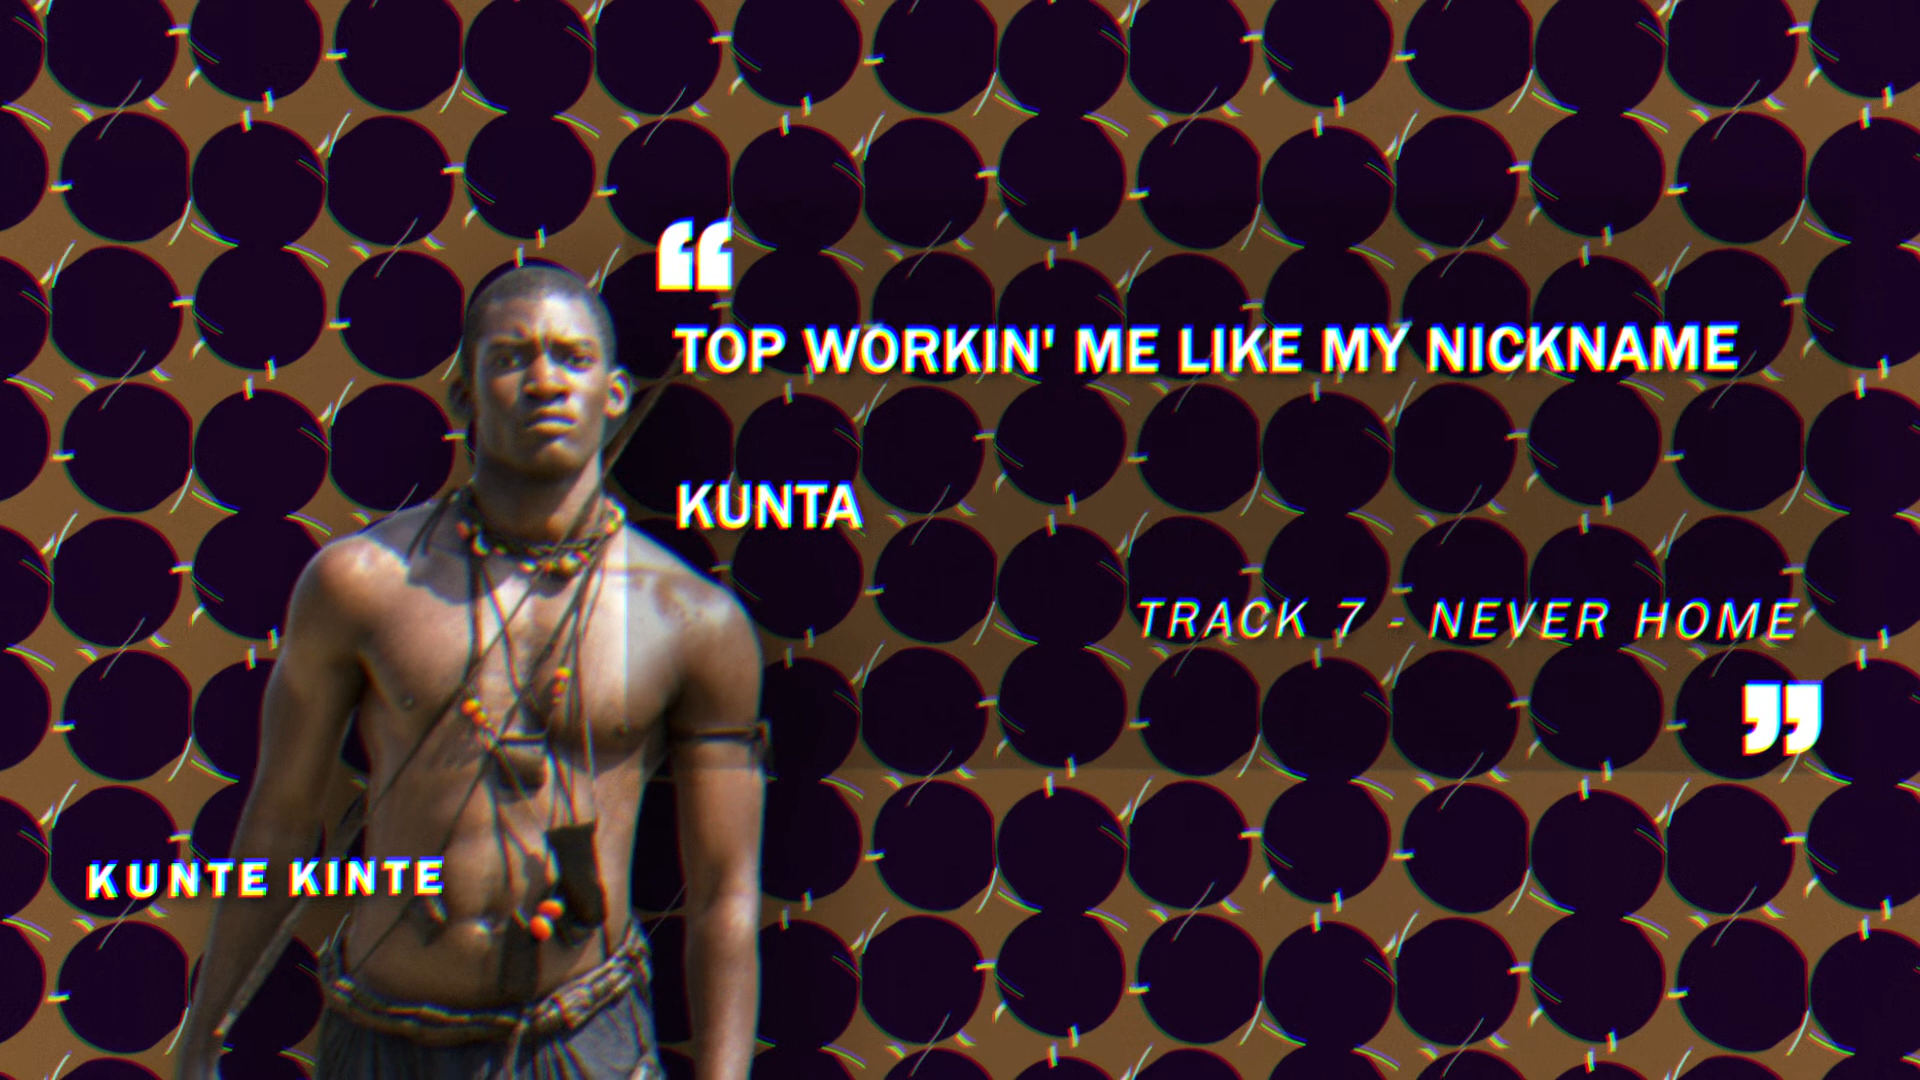 “
TOP WORKIN' ME LIKE MY NICKNAME
KUNTA
TRACK 7 - NEVER HOME
”
KUNTE KINTE